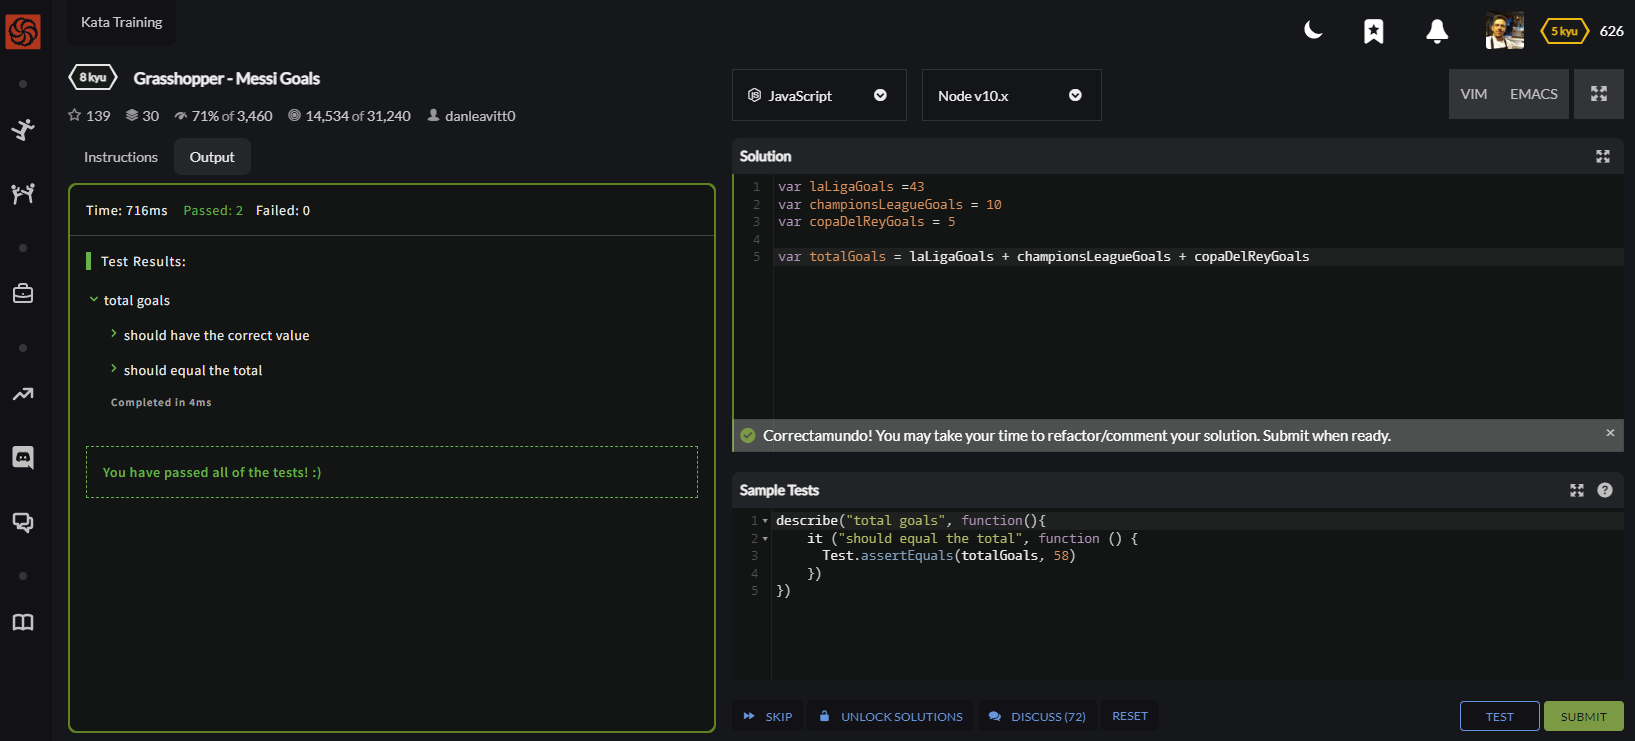 Kata Training
5 kyu 626
8 kyu Grasshopper - Messi Goals
139 30 71% of 3,460 14,534 of 31,240 danleavitt0
Instructions Output
Time: 716ms Passed: 2 Failed: 0
Test Results:
total goals
should have the correct value
should equal the total
Completed in 4ms
You have passed all of the tests! :)
JavaScript Node v10.x VIM EMACS
Solution
1 var laLigaGoals =43
2 var championsLeagueGoals = 10
3 var copaDelReyGoals = 5
4
5 var totalGoals = laLigaGoals + championsLeagueGoals + copaDelReyGoals
Correctamundo! You may take your time to refactor/comment your solution. Submit when ready.
Sample Tests
1 describe("total goals", function(){
2 it ("should equal the total", function () {
3 Test.assertEquals(totalGoals, 58)
4 })
5 })
SKIP UNLOCK SOLUTIONS DISCUSS (72) RESET TEST SUBMIT